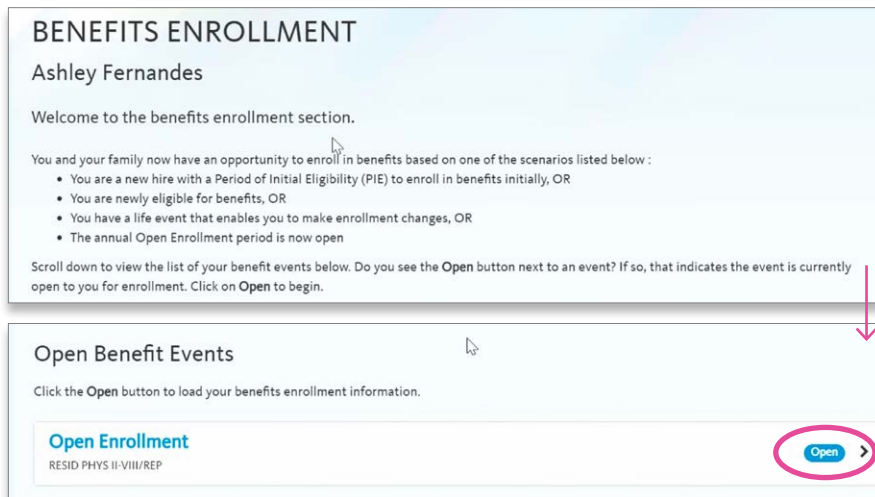 BENEFITS ENROLLMENT
Ashley Fernandes
Welcome to the benefits enrollment section.
You and your family now have an opportunity to enroll in benefits based on one of the scenarios listed below :
• You are a new hire with a Period of Initial Eligibility (PIE) to enroll in benefits initially, OR
• You are newly eligible for benefits, OR
• You have a life event that enables you to make enrollment changes, OR
• The annual Open Enrollment period is now open
Scroll down to view the list of your benefit events below. Do you see the Open button next to an event? If so, that indicates the event is currently
open to you for enrollment. Click on Open to begin.
Open Benefit Events
Click the Open button to load your benefits enrollment information.
Open Enrollment
Open
RESID PHYS II-VIII/REP